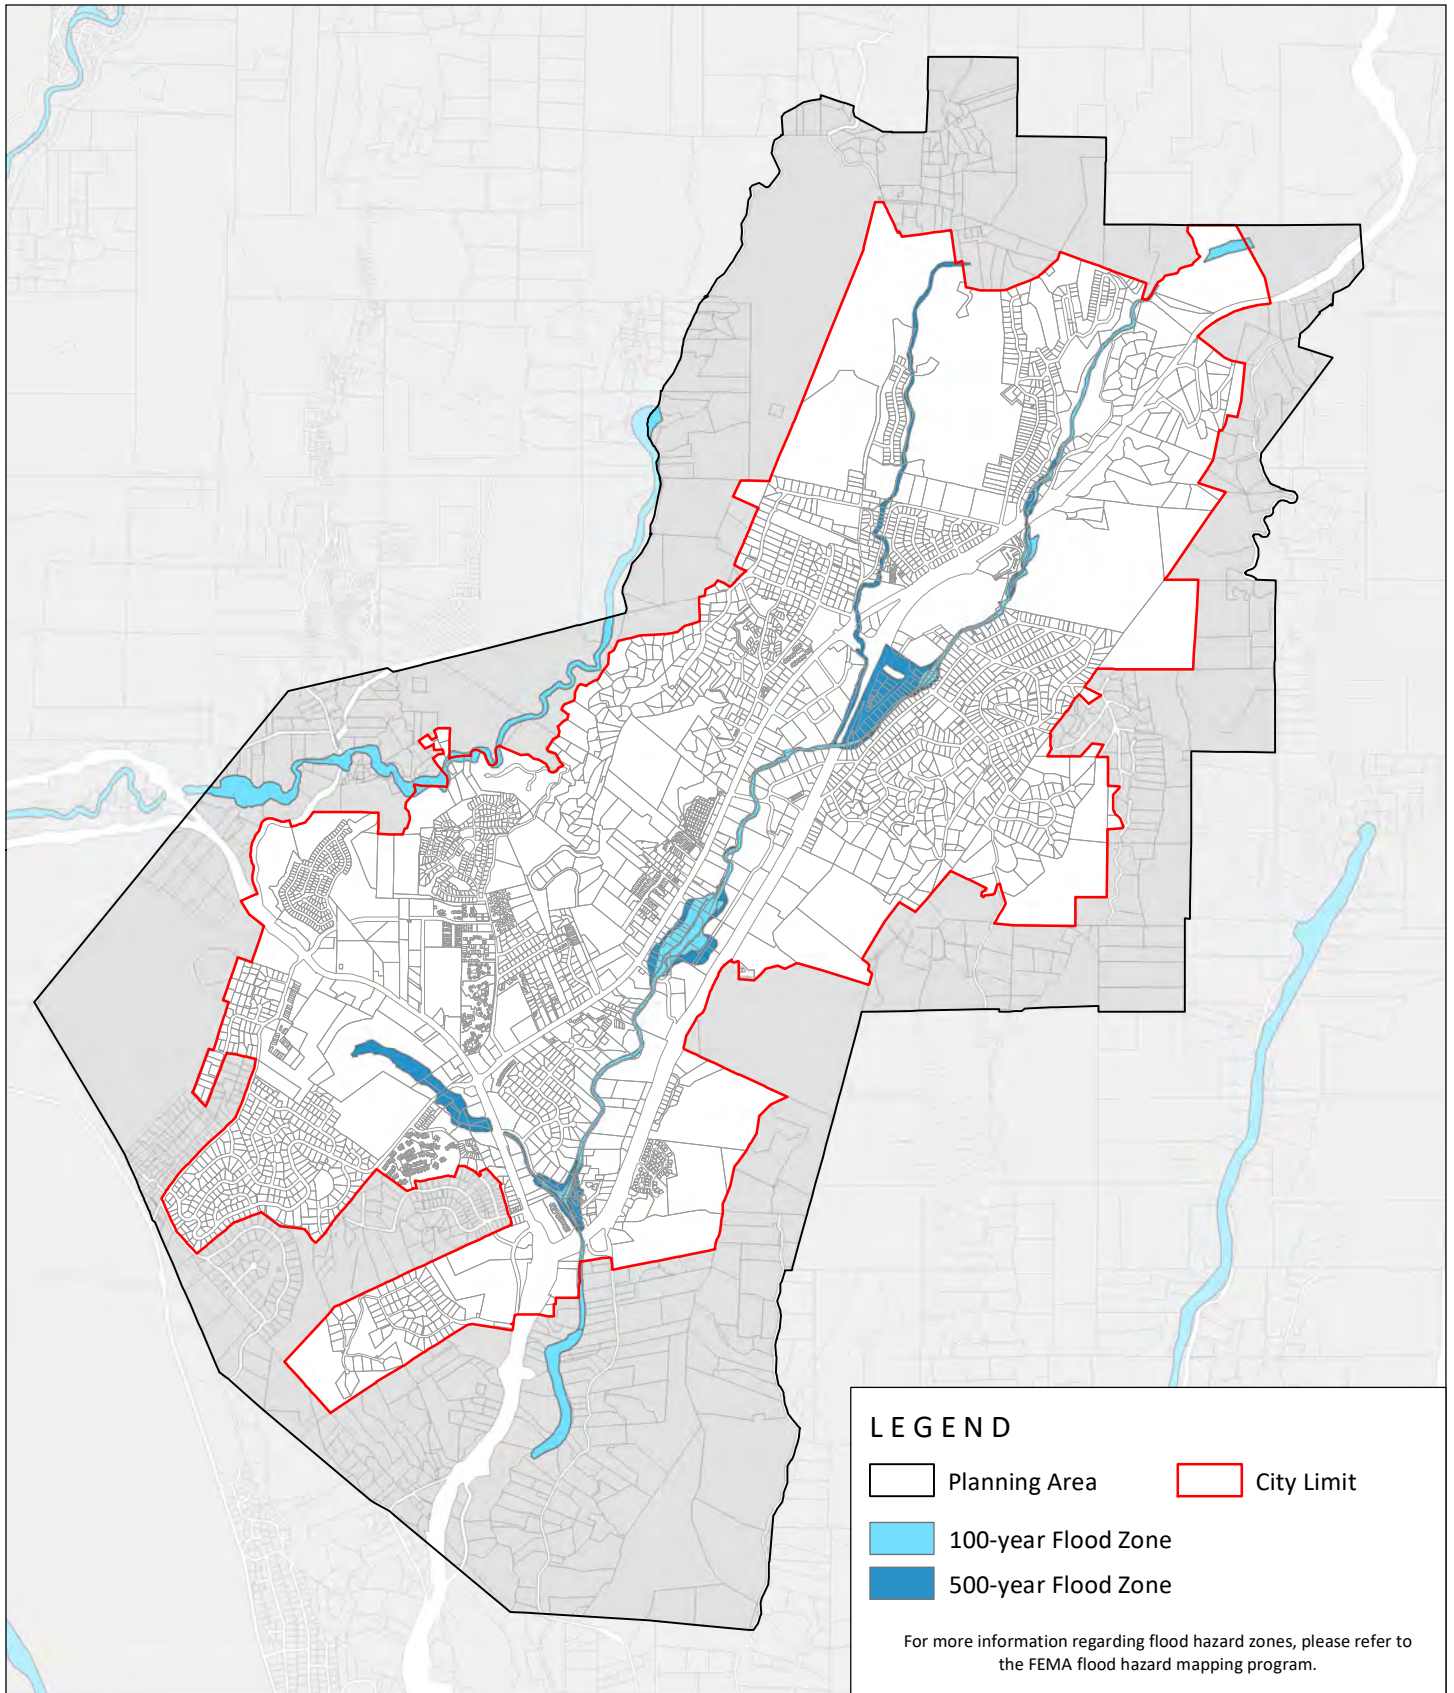 LEGEND
Planning Area
City Limit
100-year Flood Zone
500-year Flood Zone
For more information regarding flood hazard zones, please refer to
the FEMA flood hazard mapping program.